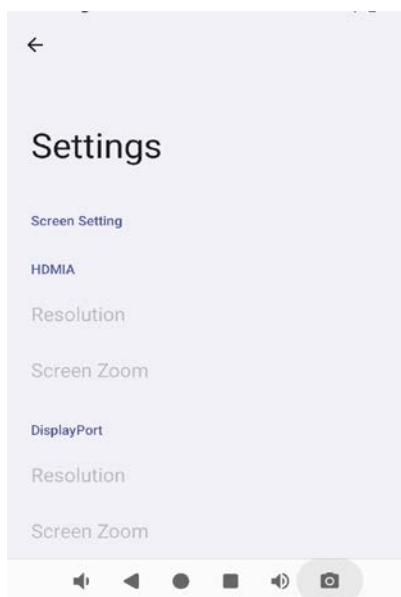 Settings
Screen Setting
HDMIA
Resolution
Screen Zoom
DisplayPort
Resolution
Screen Zoom